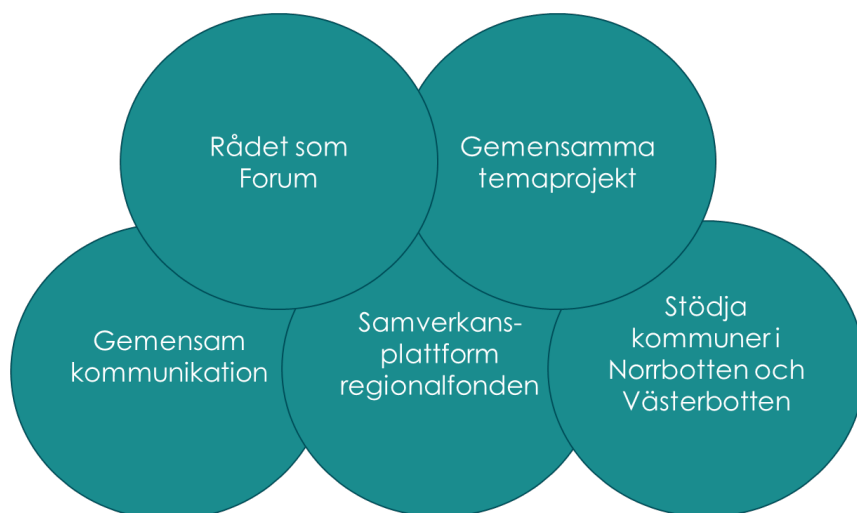 Rådet som
Forum
Gemensamma
temaprojekt
Gemensam
kommunikation
Samverkans-
plattform
regionalfonden
Stödja
kommuner i
Norrbotten och
Västerbotten